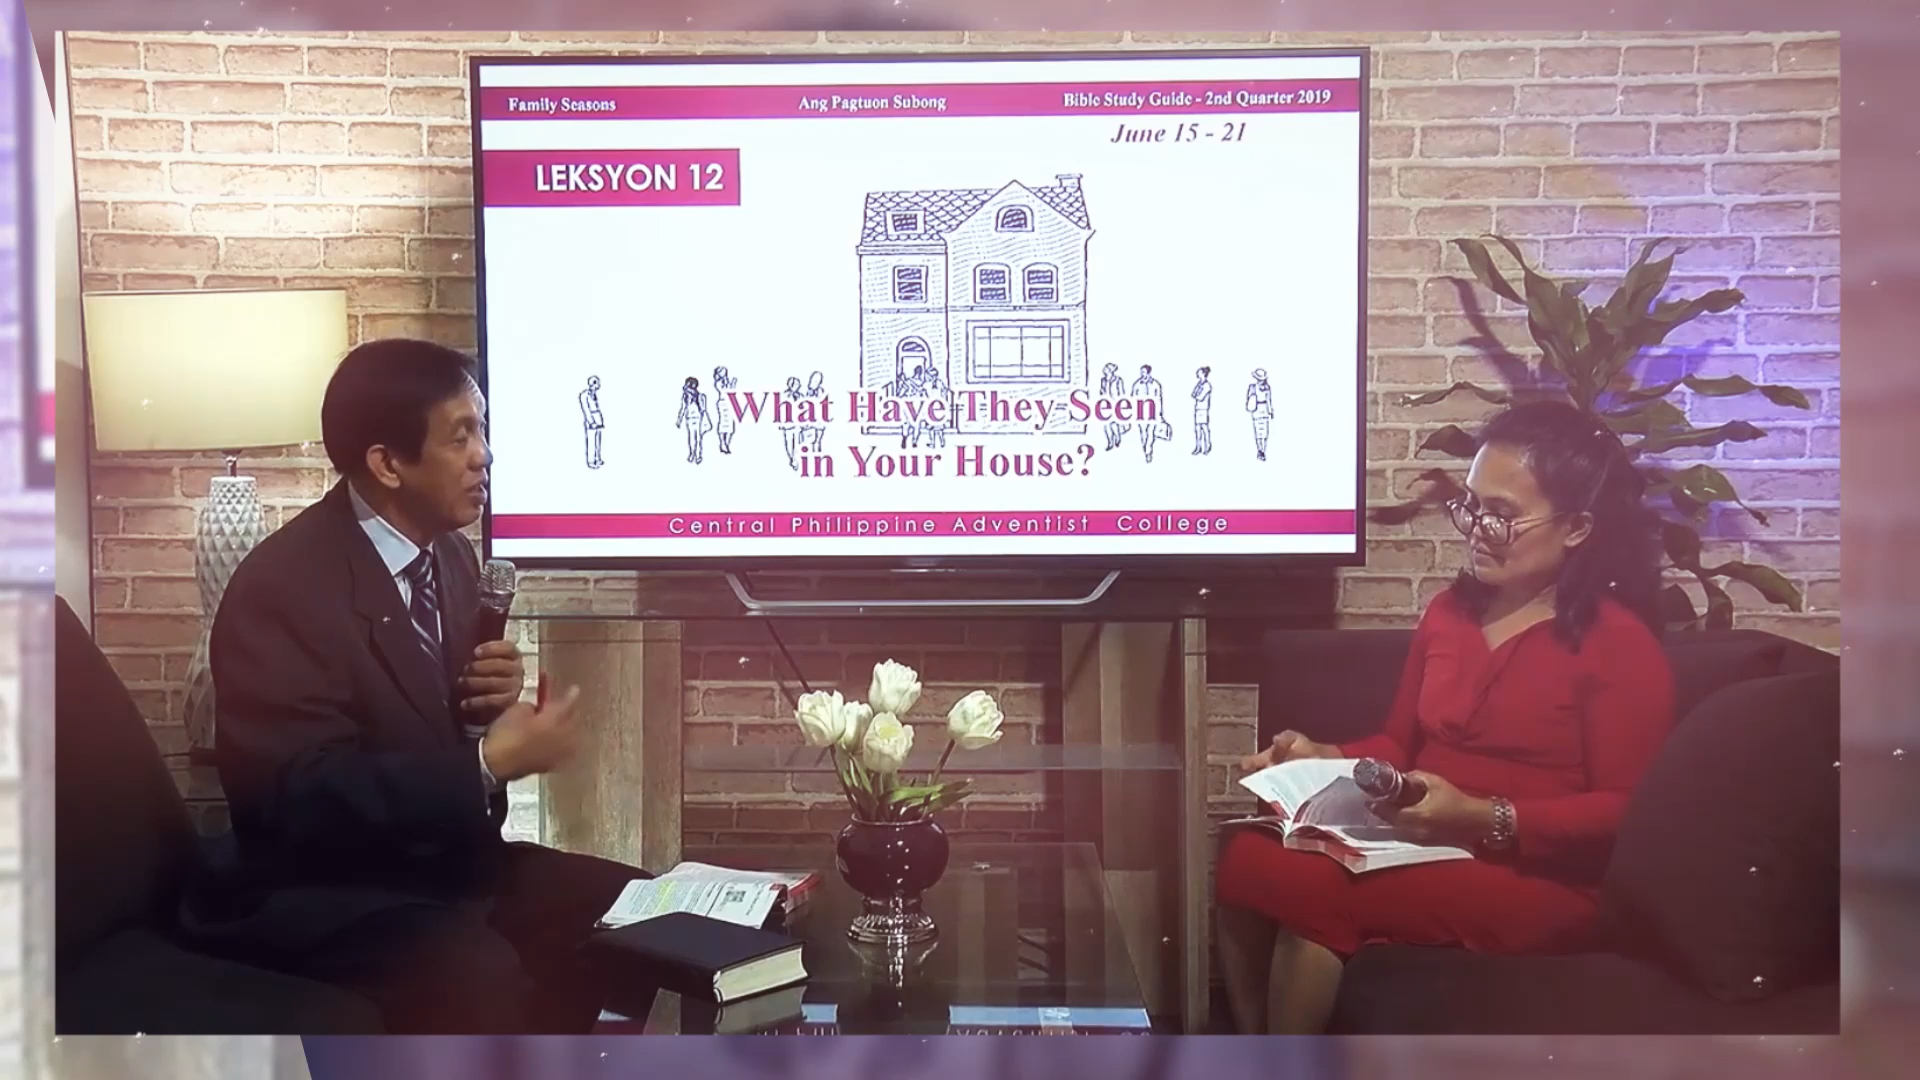 Family Seasons
Ang Pagtuon Subong
Bible Study Guide - 2nd Quarter 2019
June 15 - 21
LEKSYON 12
What Have They Seen
in Your House?
Central Philippine Adventist College